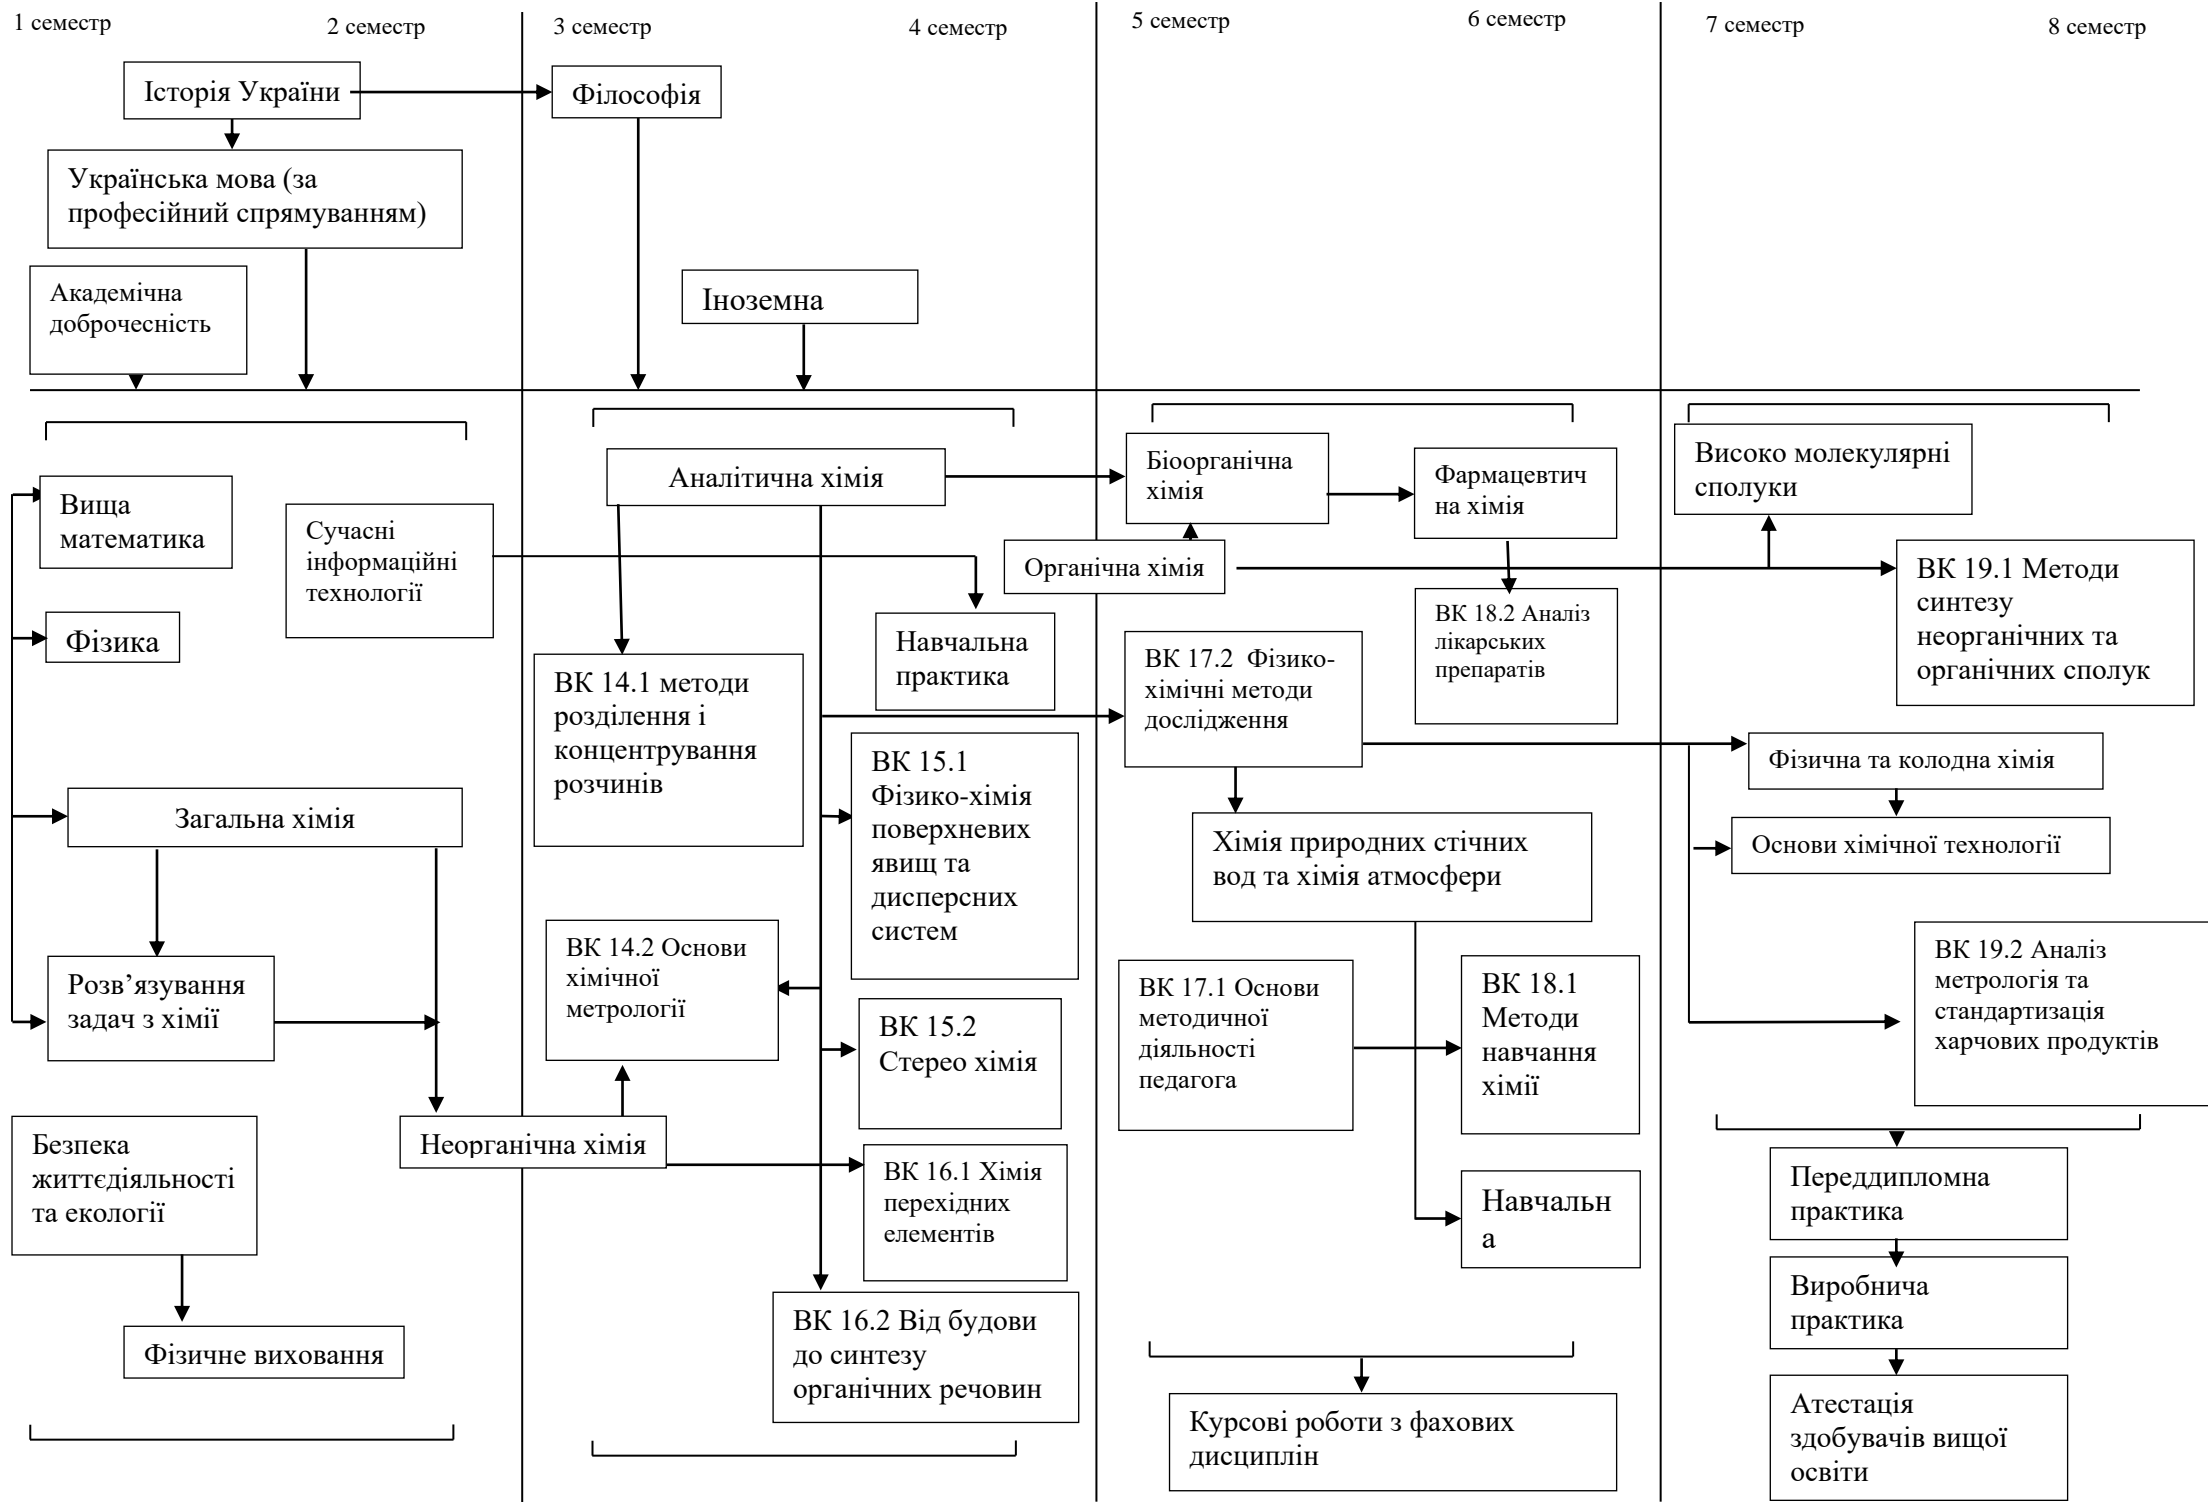 1 семестр
2 семестр
3 семестр
4 семестр
5 семестр
6 семестр
7 семестр
8 семестр
Історія України
Філософія
Українська мова (за
професійний спрямуванням)
Академічна
доброчесність
Іноземна
Вища
математика
Сучасні
інформаційні
технології
Фізика
Загальна хімія
Розв’язування
задач з хімії
Безпека
життєдіяльності
та екології
Фізичне виховання
Неорганічна хімія
Аналітична хімія
Навчальна
практика
ВК 14.1 методи
розділення і
концентрування
розчинів
ВК 15.1
Фізико-хімія
поверхневих
явищ та
дисперсних
систем
ВК 14.2 Основи
хімічної
метрології
ВК 15.2
Стерео хімія
ВК 16.1 Хімія
перехідних
елементів
ВК 16.2 Від будови
до синтезу
органічних речовин
Біоорганічна
хімія
Фармацевтич
на хімія
Органічна хімія
ВК 18.2 Аналіз
лікарських
препаратів
ВК 17.2 Фізико-
хімічні методи
дослідження
Хімія природних стічних
вод та хімія атмосфери
ВК 17.1 Основи
методичної
діяльності
педагога
ВК 18.1
Методи
навчання
хімії
Навчальн
а
Курсові роботи з фахових
дисциплін
Високо молекулярні
сполуки
ВК 19.1 Методи
синтезу
неорганічних та
органічних сполук
Фізична та колодна хімія
Основи хімічної технології
ВК 19.2 Аналіз
метрологія та
стандартизація
харчових продуктів
Переддипломна
практика
Виробнича
практика
Атестація
здобувачів вищої
освіти